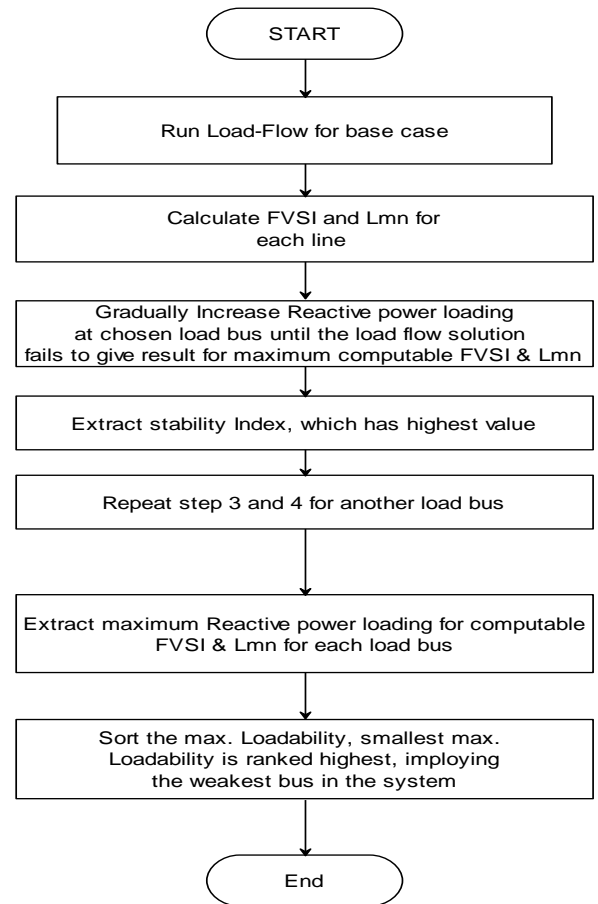 START
Run Load-Flow for base case
Calculate FVSI and Lmn for
each line
Gradually Increase Reactive power loading
at chosen load bus until the load flow solution
fails to give result for maximum computable FVSI & Lmn
Extract stability Index, which has highest value
Repeat step 3 and 4 for another load bus
Extract maximum Reactive power loading for computable
FVSI & Lmn for each load bus
Sort the max. Loadability, smallest max.
Loadability is ranked highest, imploying
the weakest bus in the system
End